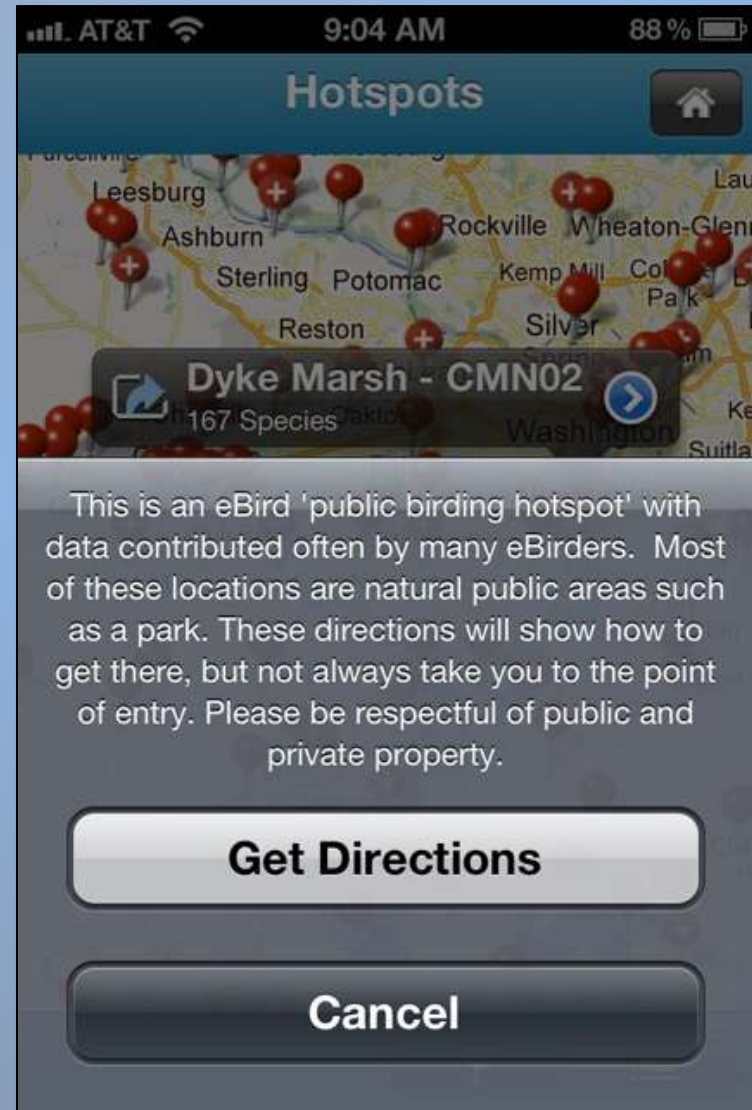 AT&T 9:04 AM 88 %
Hotspots
Leesburg
Rockville Wheaton-Glen
Ashburn
Sterling Potomac Kemp Mill
Reston Silver
Dyke Marsh - CMN02
167 Species
Washington
This is an eBird 'public birding hotspot' with
data contributed often by many eBirders. Most
of these locations are natural public areas such
as a park. These directions will show how to
get there, but not always take you to the point
of entry. Please be respectful of public and
private property.
Get Directions
Cancel